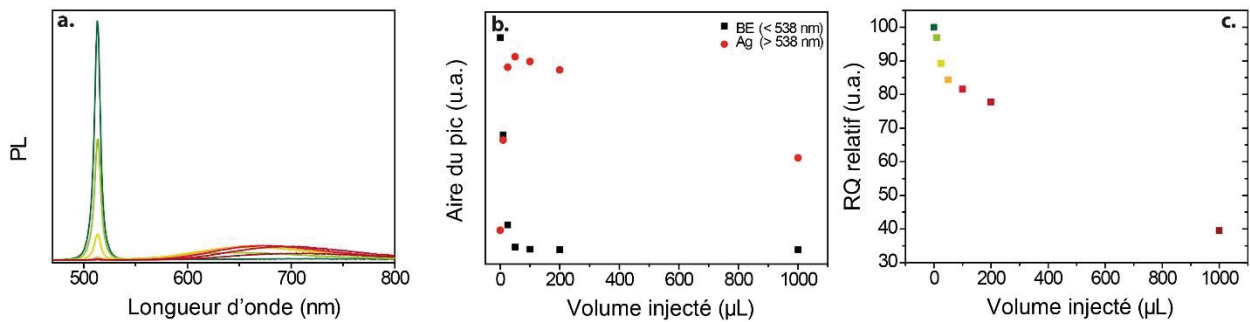 a.
PL
500
600
700
800
Longueur d'onde (nm)
b.
BE (< 538 nm)
Ag (> 538 nm)
Aire du pic (u.a.)
0
200
400
600
800
1000
Volume injecté (µL)
c.
100
90
80
70
60
50
40
30
RQ relatif (u.a.)
0
200
400
600
800
1000
Volume injecté (µL)